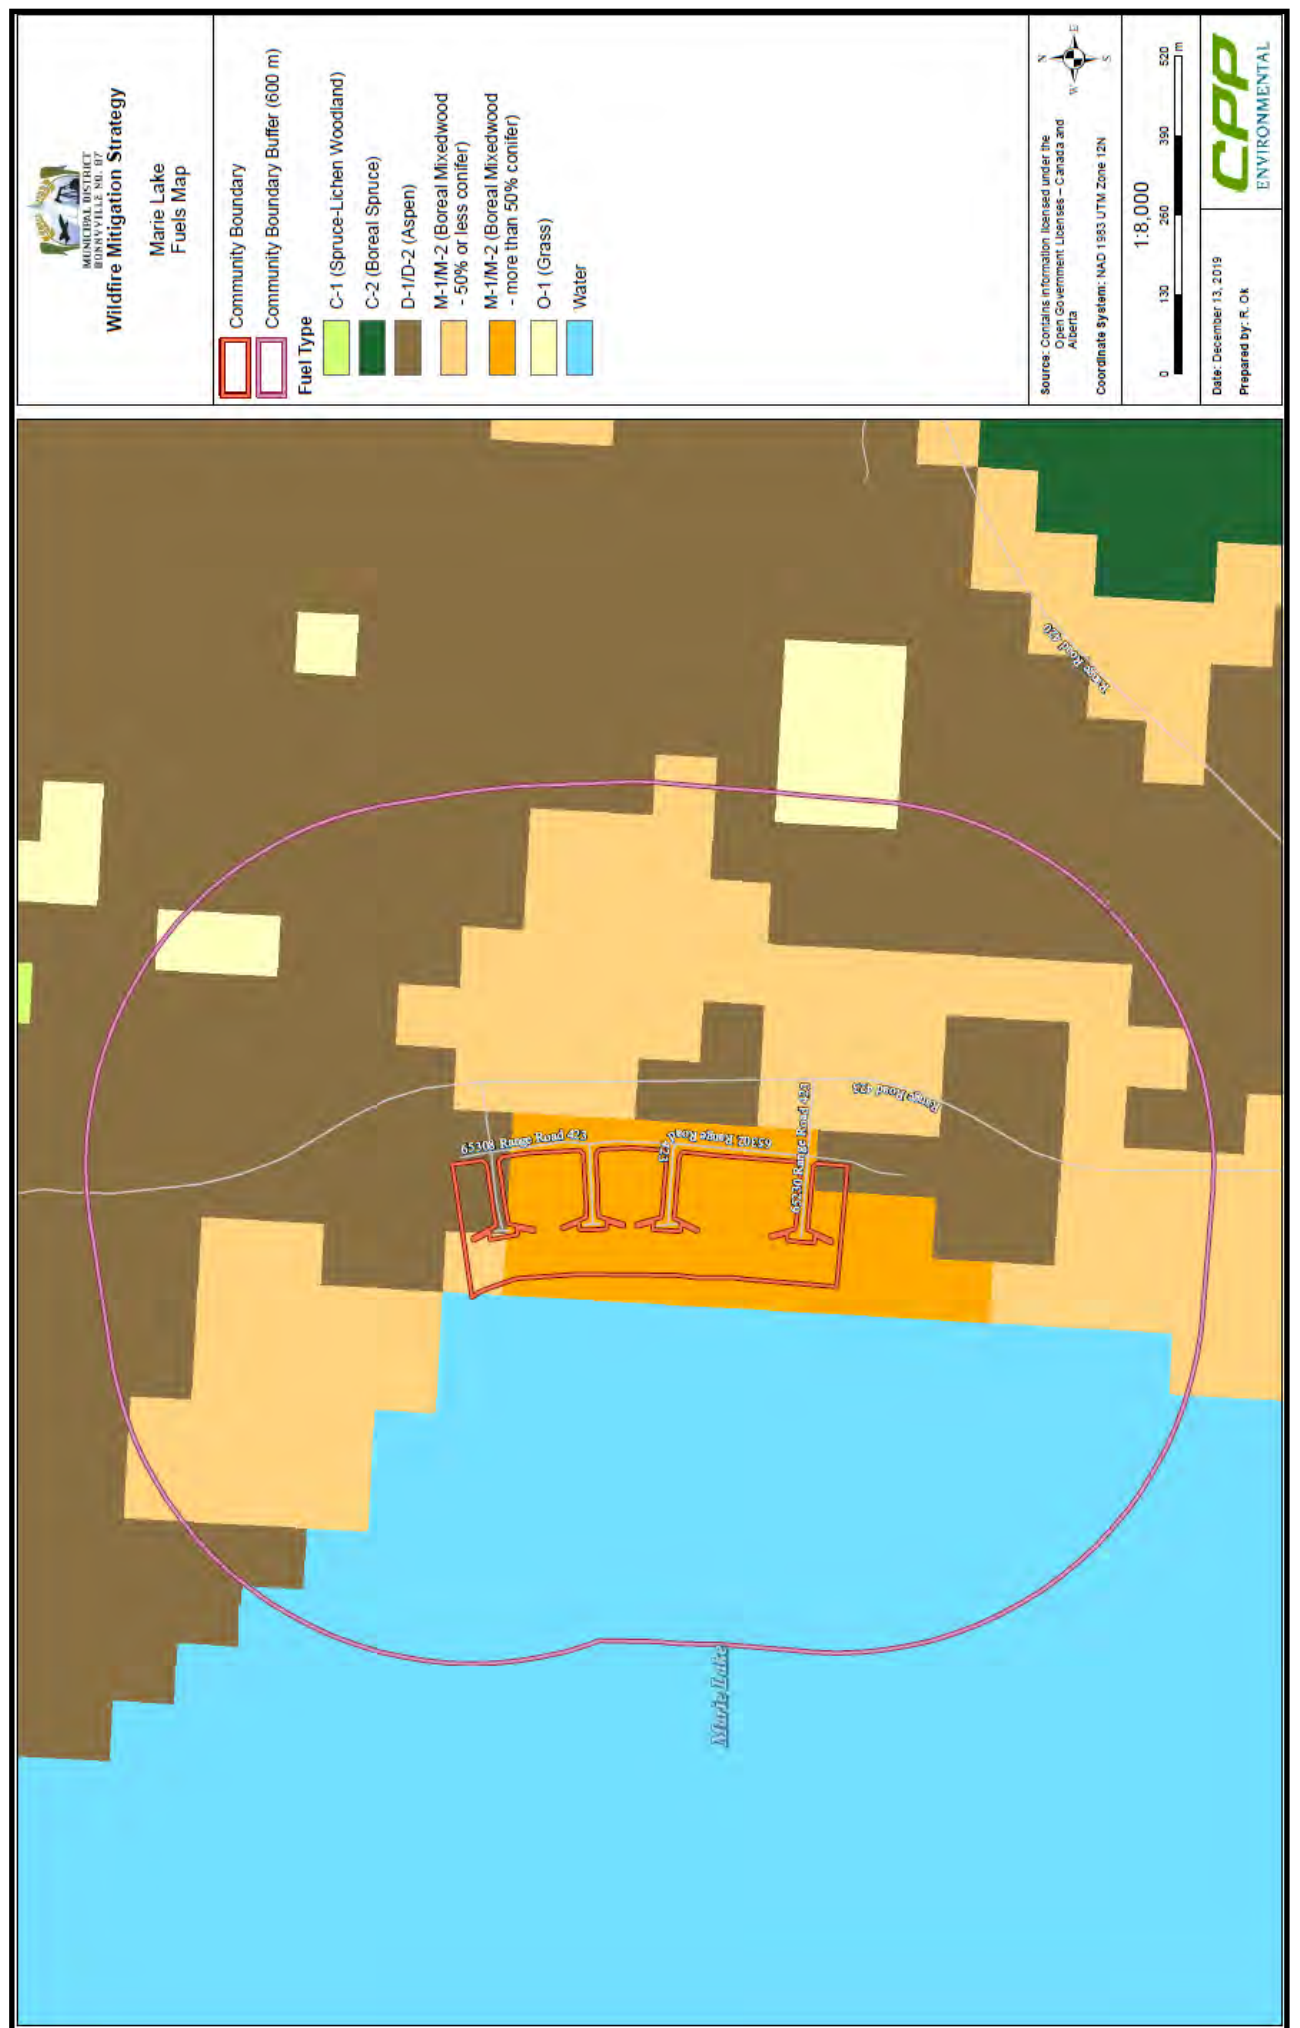 MUNICIPAL DISTRICT
BONNYVILLE NO. 87
Wildfire Mitigation Strategy
Marie Lake
Fuels Map
Community Boundary
Community Boundary Buffer (600 m)
Fuel Type
C-1 (Spruce-Lichen Woodland)
C-2 (Boreal Spruce)
D-1/D-2 (Aspen)
M-1/M-2 (Boreal Mixedwood
- 50% or less conifer)
M-1/M-2 (Boreal Mixedwood
- more than 50% conifer)
O-1 (Grass)
Water
Source: Contains information licensed under the
Open Government Licenses – Canada and
Alberta
Coordinate System: NAD 1983 UTM Zone 12N
N
E
S
W
1:8,000
0 130 260 390 520
m
Date: December 13, 2019
Prepared by: R. Ok
CPP
ENVIRONMENTAL
Range Road 420
Range Road 423
65308 Range Road 423
65302 Range Road
423
65230 Range Road 423
Marie Lake